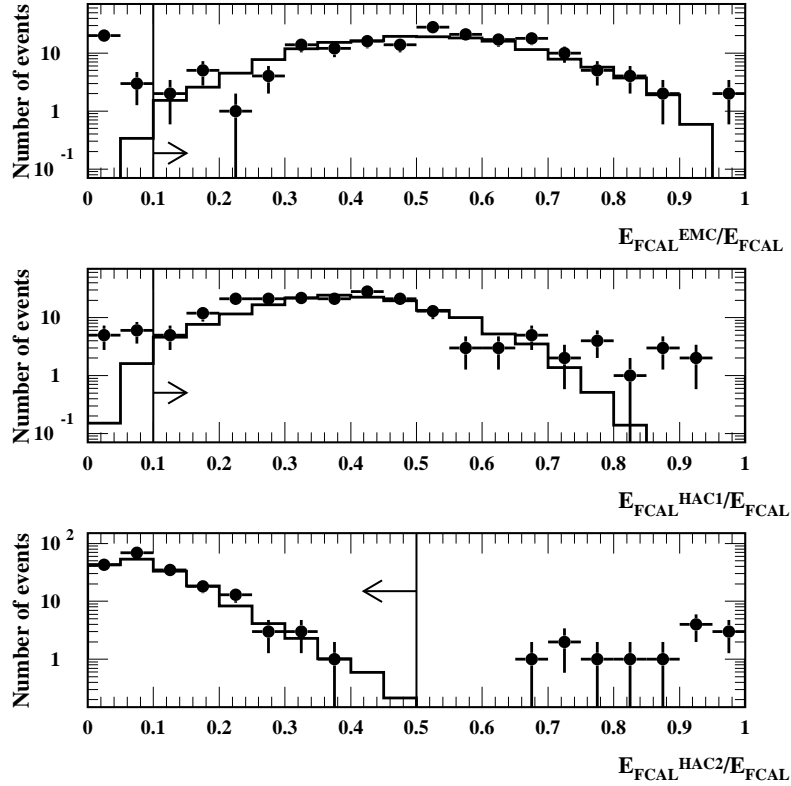 Number of events
10
1
10 -1
0 0.1 0.2 0.3 0.4 0.5 0.6 0.7 0.8 0.9 1
E_FCAL^EMC/E_FCAL
Number of events
10
1
10 -1
0 0.1 0.2 0.3 0.4 0.5 0.6 0.7 0.8 0.9 1
E_FCAL^HAC1/E_FCAL
Number of events
10 2
10
1
0 0.1 0.2 0.3 0.4 0.5 0.6 0.7 0.8 0.9 1
E_FCAL^HAC2/E_FCAL